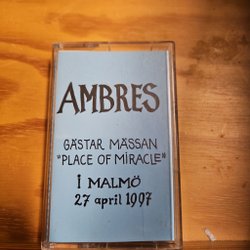 AMBRES
GÄSTAR MÄSSAN
"PLACE OF MIRACLE"
i MALMÖ
27 april 1997